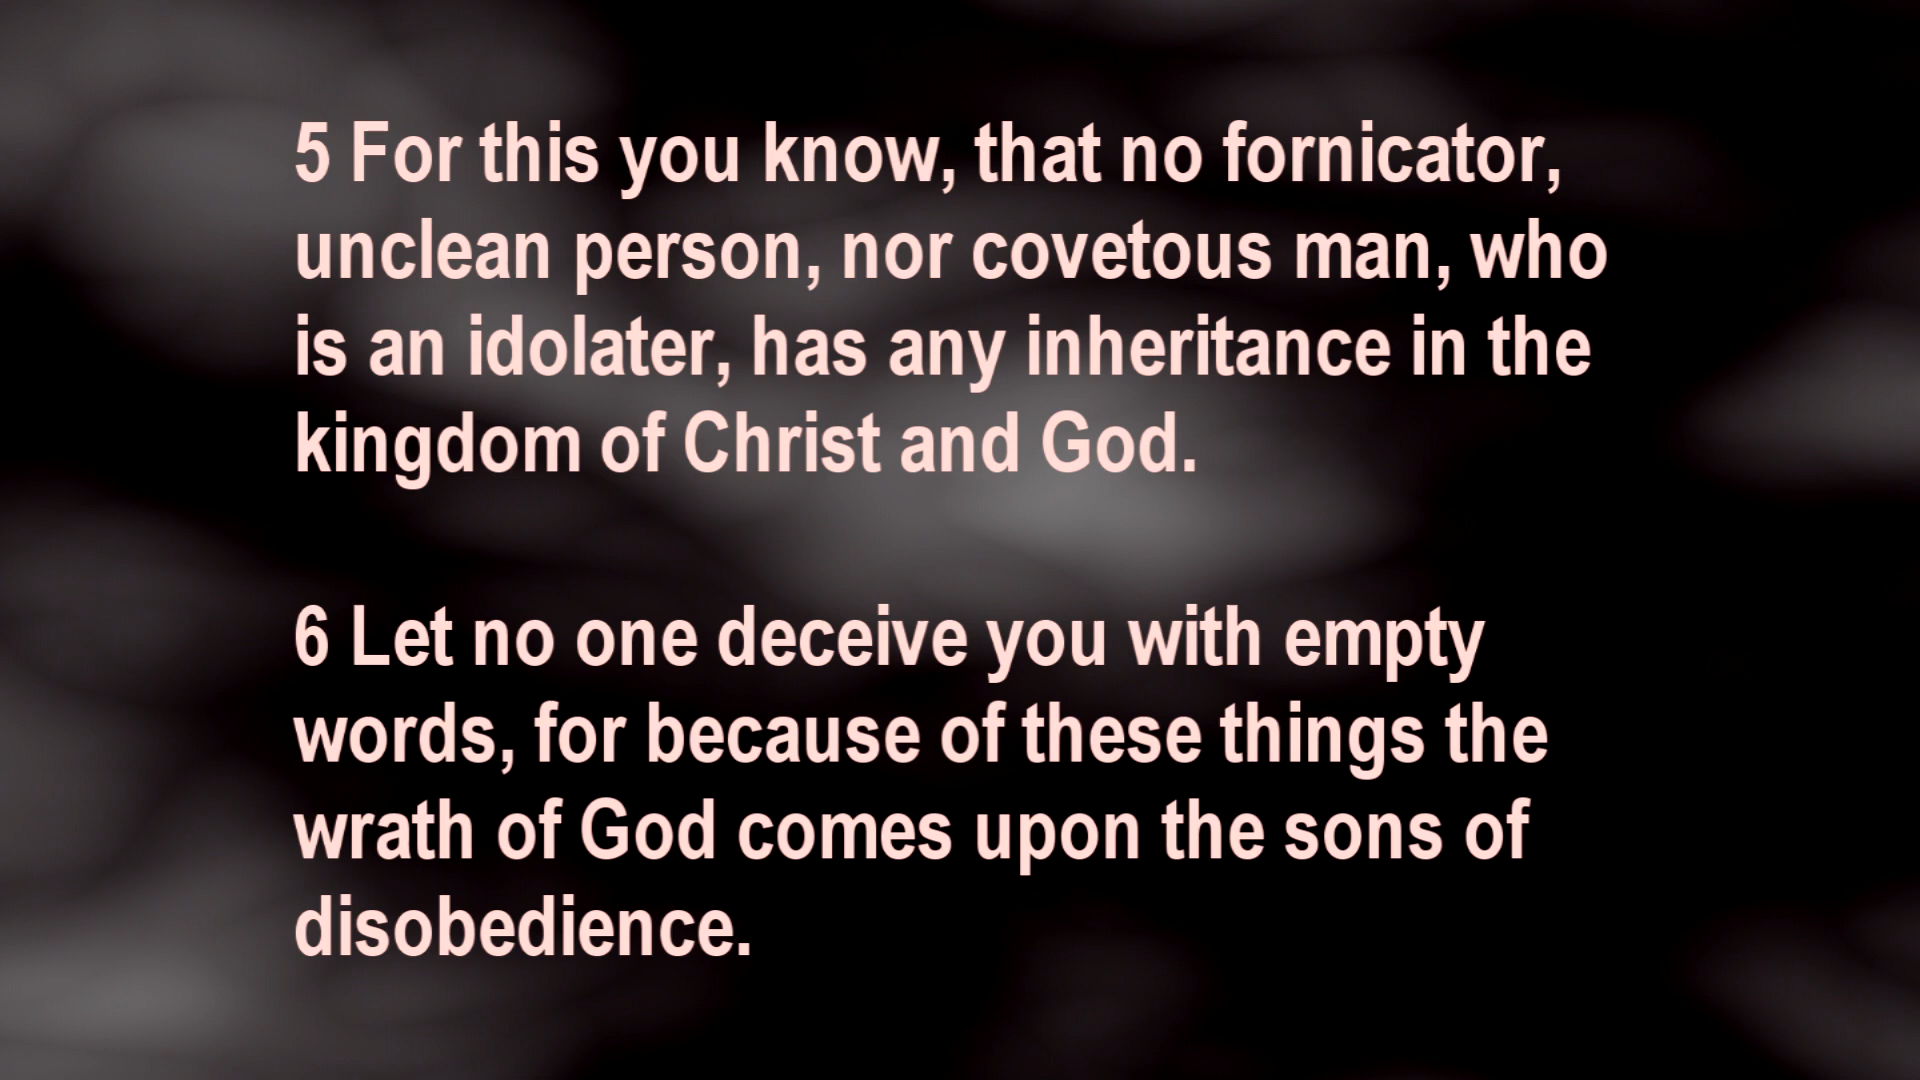 5 For this you know, that no fornicator,
unclean person, nor covetous man, who
is an idolater, has any inheritance in the
kingdom of Christ and God.
6 Let no one deceive you with empty
words, for because of these things the
wrath of God comes upon the sons of
disobedience.